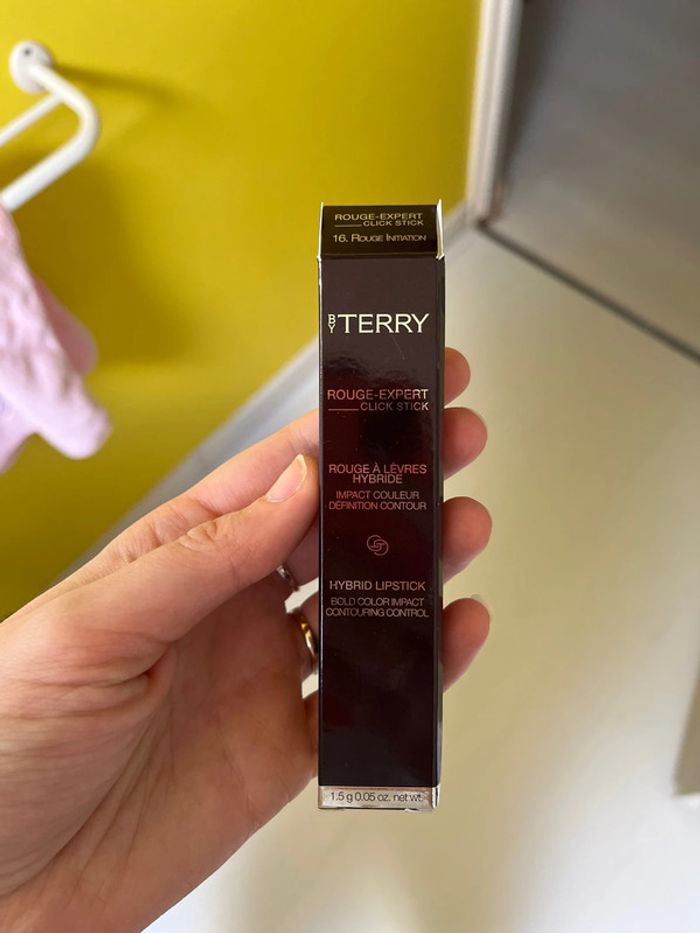 ROUGE-EXPERT
CLICK STICK
16. ROUGE INITIATION
BY TERRY
ROUGE-EXPERT
CLICK STICK
ROUGE À LÈVRES
HYBRIDE
IMPACT COULEUR
DÉFINITION CONTOUR
HYBRID LIPSTICK
BOLD COLOR IMPACT
CONTOURING CONTROL
1.5 g 0.05 oz. net wt.